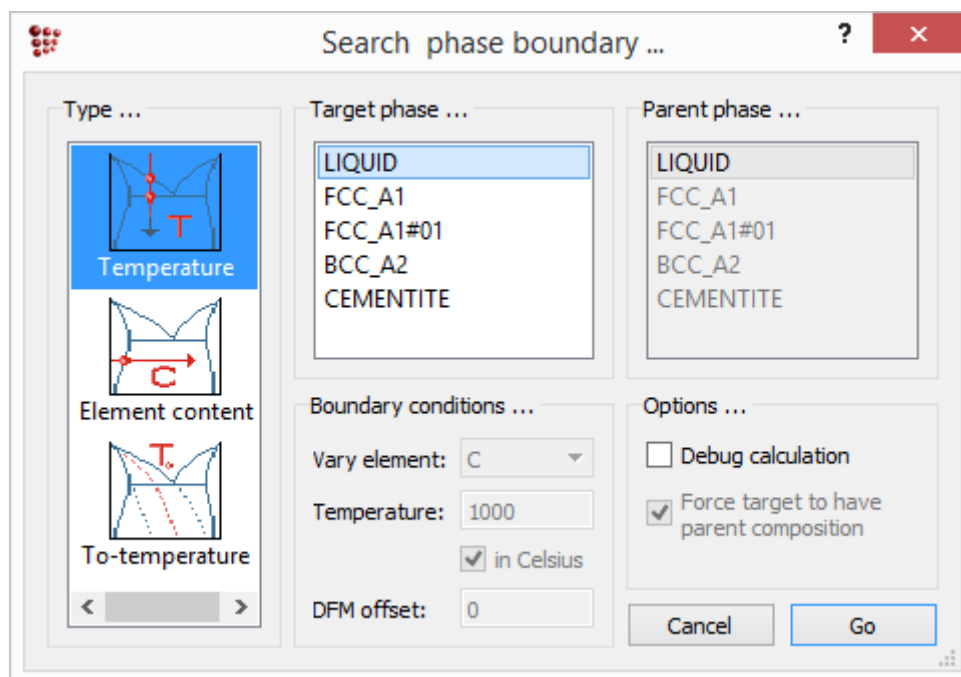 Search  phase boundary ...
?
Type ...
T
Temperature
C
Element content
T₀
To-temperature
Target phase ...
LIQUID
FCC_A1
FCC_A1#01
BCC_A2
CEMENTITE
Parent phase ...
LIQUID
FCC_A1
FCC_A1#01
BCC_A2
CEMENTITE
Boundary conditions ...
Vary element: C
Temperature: 1000
in Celsius
DFM offset: 0
Options ...
Debug calculation
Force target to have
parent composition
Cancel
Go